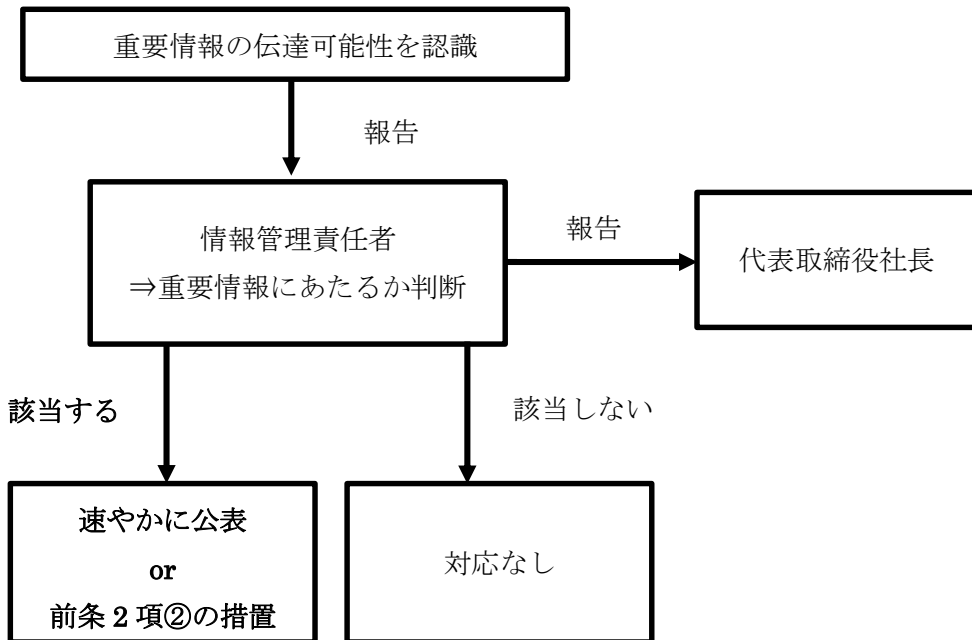 重要情報の伝達可能性を認識
報告
情報管理責任者
⇒重要情報にあたるか判断
報告
代表取締役社長
該当する
該当しない
速やかに公表
or
前条 2 項②の措置
対応なし